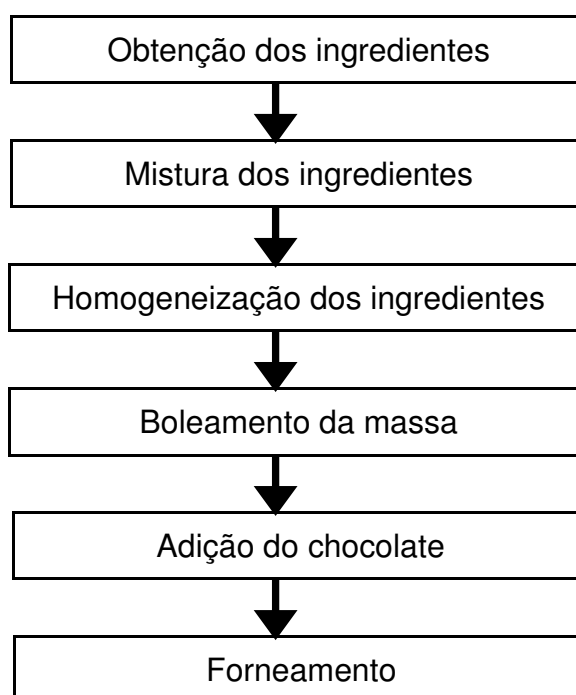 Obtenção dos ingredientes
Mistura dos ingredientes
Homogeneização dos ingredientes
Boleamento da massa
Adição do chocolate
Forneamento